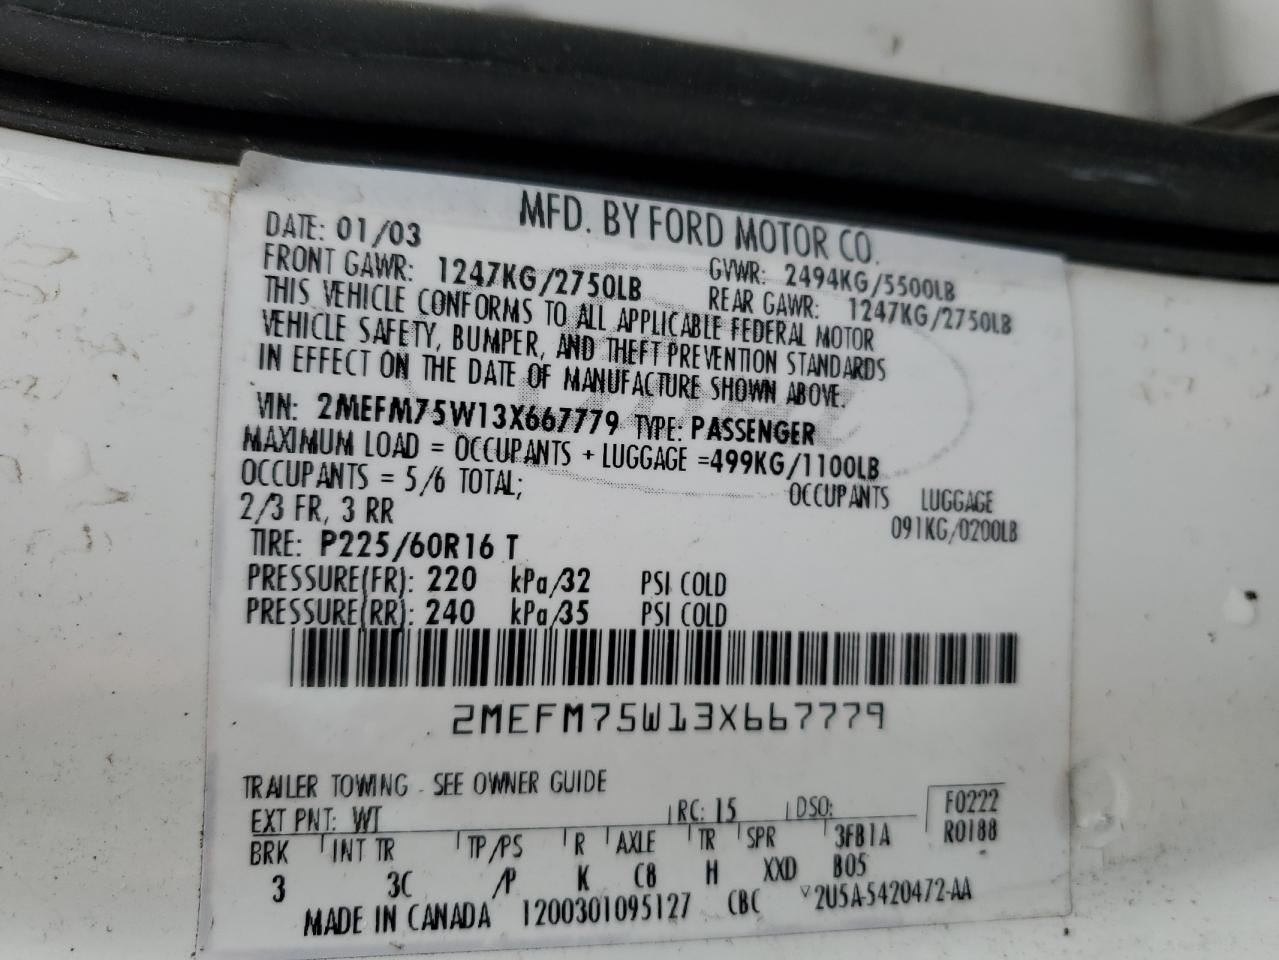 MFD. BY FORD MOTOR CO.
DATE: 01/03 GVWR: 2494KG/5500LB
FRONT GAWR: 1247KG/2750LB REAR GAWR: 1247KG/2750LB
THIS VEHICLE CONFORMS TO ALL APPLICABLE FEDERAL MOTOR
VEHICLE SAFETY, BUMPER, AND THEFT PREVENTION STANDARDS
IN EFFECT ON THE DATE OF MANUFACTURE SHOWN ABOVE.
VIN: 2MEFM75W13X667779 TYPE: PASSENGER
MAXIMUM LOAD = OCCUPANTS + LUGGAGE =499KG/1100LB
OCCUPANTS = 5/6 TOTAL; OCCUPANTS LUGGAGE
2/3 FR, 3 RR 091KG/0200LB
TIRE: P225/60R16 T
PRESSURE(FR): 220 kPa/32 PSI COLD
PRESSURE(RR): 240 kPa/35 PSI COLD
2MEFM75W13X667779
TRAILER TOWING - SEE OWNER GUIDE
EXT PNT: WT RC: 15 DSO: F0222
BRK INT TR TP/PS R AXLE TR SPR 3FB1A R0188
3 3C /P K C8 H XXD B05
MADE IN CANADA 1200301095127 CBC V2U5A-5420472-AA